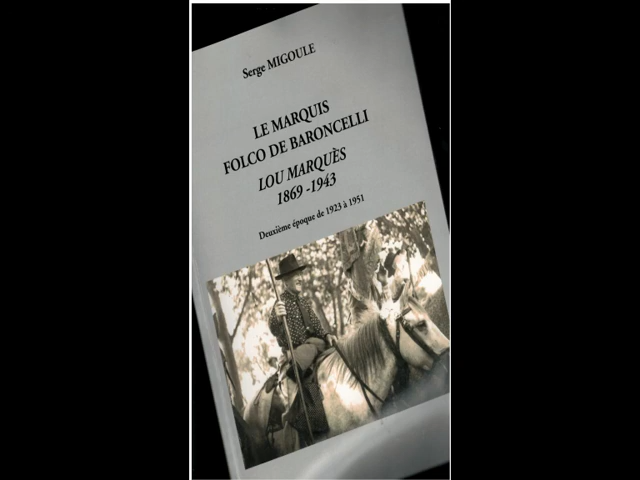 Serge MIGOULE
LE MARQUIS
FOLCO DE BARONCELLI
LOU MARQUÈS
1869 -1943
Deuxième époque de 1923 à 1951